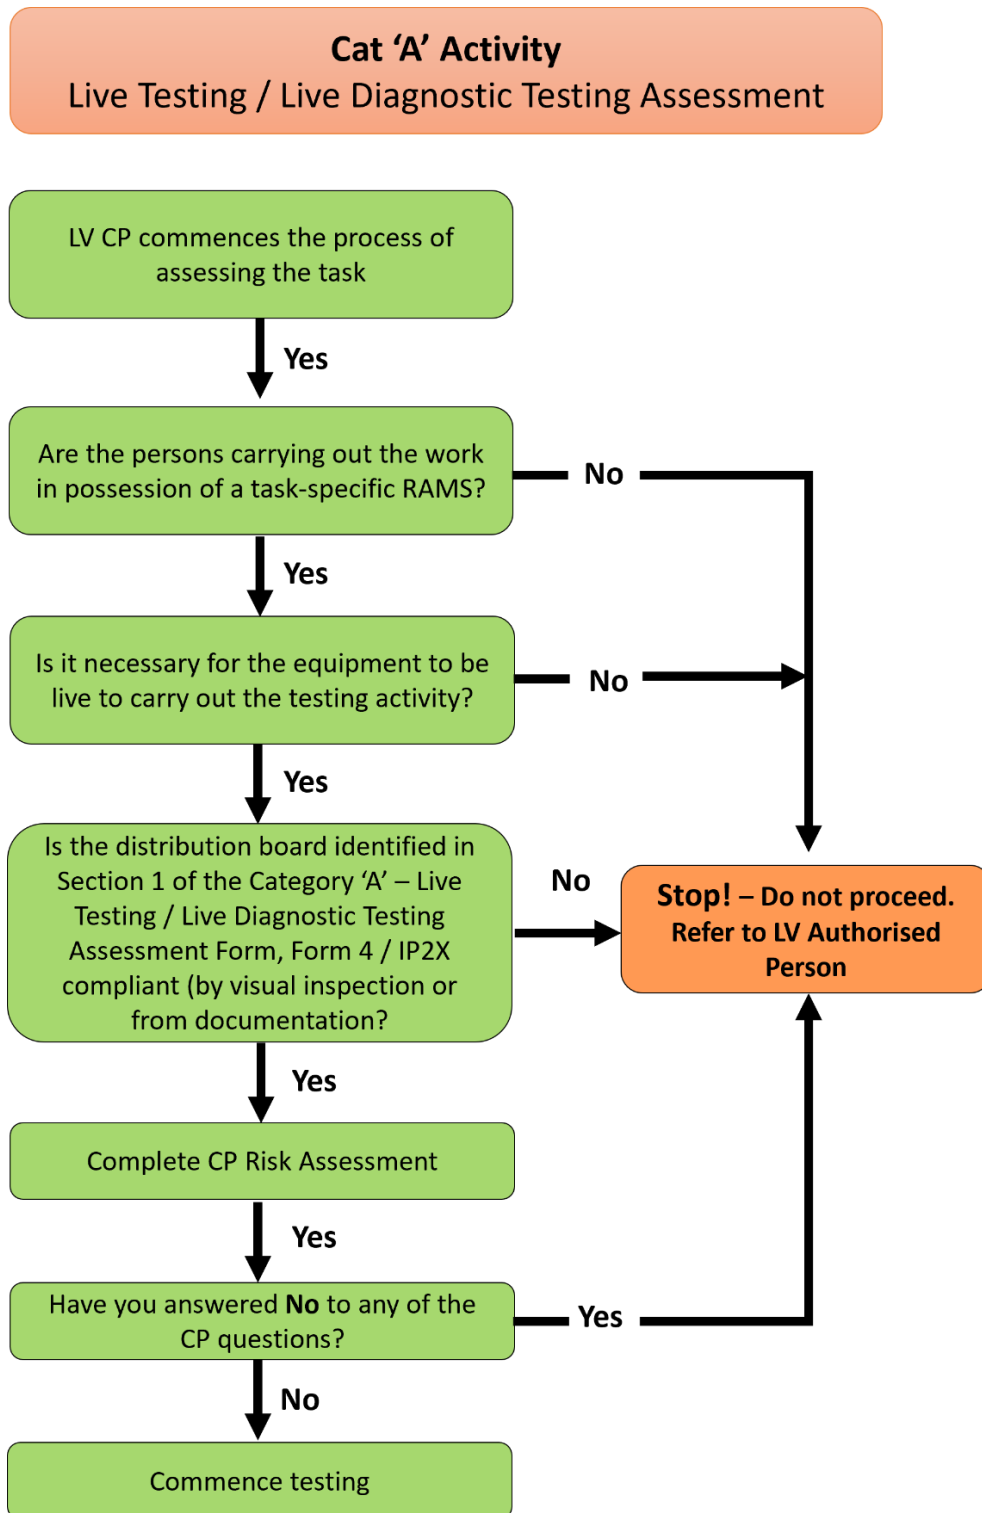 Cat ‘A’ Activity
Live Testing / Live Diagnostic Testing Assessment
LV CP commences the process of
assessing the task
Yes
Are the persons carrying out the work
in possession of a task-specific RAMS?
No
Yes
Is it necessary for the equipment to be
live to carry out the testing activity?
No
Yes
Is the distribution board identified in
Section 1 of the Category ‘A’ – Live
Testing / Live Diagnostic Testing
Assessment Form, Form 4 / IP2X
compliant (by visual inspection or
from documentation?
No
Stop! – Do not proceed.
Refer to LV Authorised
Person
Yes
Complete CP Risk Assessment
Yes
Have you answered No to any of the
CP questions?
Yes
No
Commence testing